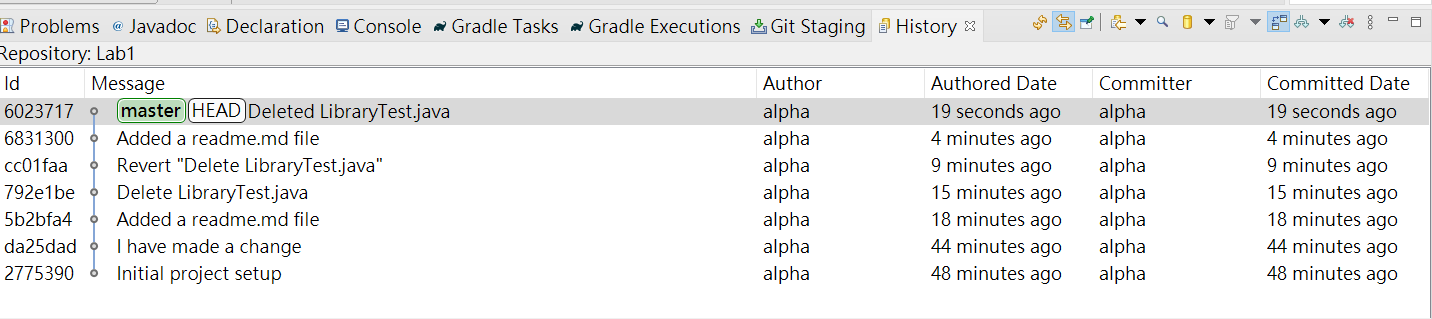 Problems Javadoc Declaration Console Gradle Tasks Gradle Executions Git Staging History
Repository: Lab1
Id Message Author Authored Date Committer Committed Date
6023717 master HEAD Deleted LibraryTest.java alpha 19 seconds ago alpha 19 seconds ago
6831300 Added a readme.md file alpha 4 minutes ago alpha 4 minutes ago
cc01faa Revert "Delete LibraryTest.java" alpha 9 minutes ago alpha 9 minutes ago
792e1be Delete LibraryTest.java alpha 15 minutes ago alpha 15 minutes ago
5b2bfa4 Added a readme.md file alpha 18 minutes ago alpha 18 minutes ago
da25dad I have made a change alpha 44 minutes ago alpha 44 minutes ago
2775390 Initial project setup alpha 48 minutes ago alpha 48 minutes ago